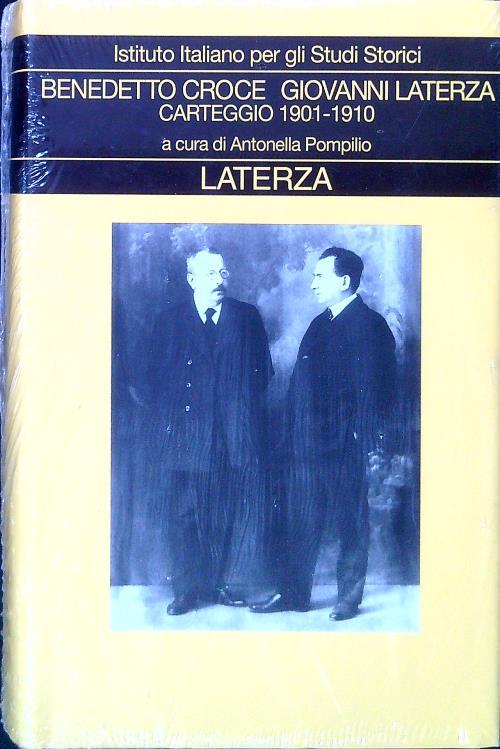 Istituto Italiano per gli Studi Storici
BENEDETTO CROCE GIOVANNI LATERZA
CARTEGGIO 1901-1910
a cura di Antonella Pompilio
LATERZA